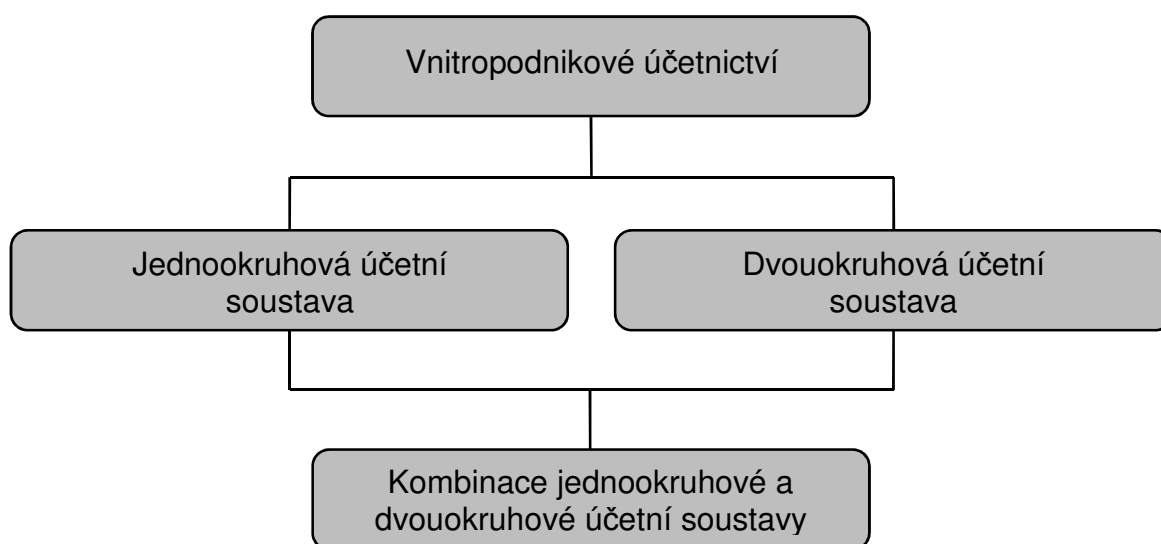 Vnitropodnikové účetnictví
Jednookruhová účetní
soustava
Dvouokruhová účetní
soustava
Kombinace jednookruhové a
dvouokruhové účetní soustavy